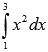 ∫₁³ x² dx